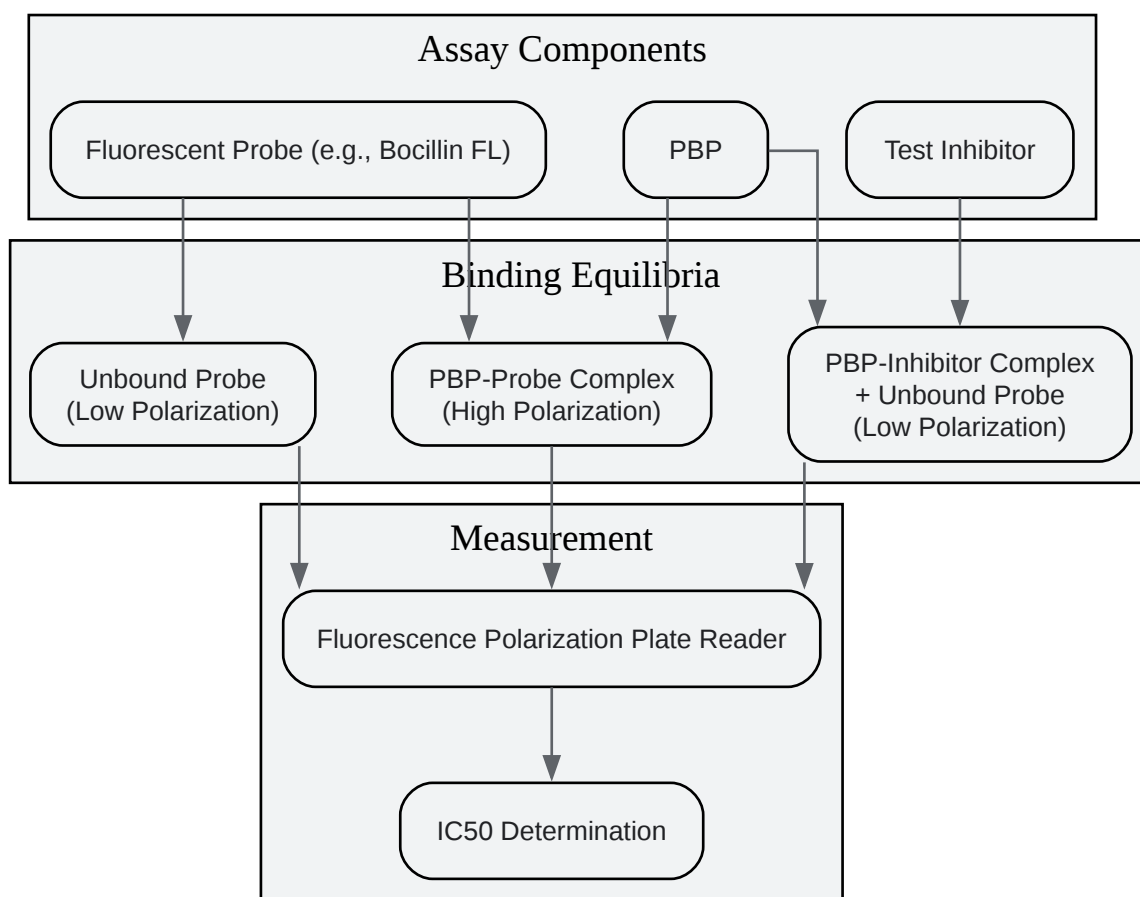 Assay Components
Fluorescent Probe (e.g., Bocillin FL)
PBP
Test Inhibitor
Binding Equilibria
Unbound Probe
(Low Polarization)
PBP-Probe Complex
(High Polarization)
PBP-Inhibitor Complex
+ Unbound Probe
(Low Polarization)
Measurement
Fluorescence Polarization Plate Reader
IC50 Determination